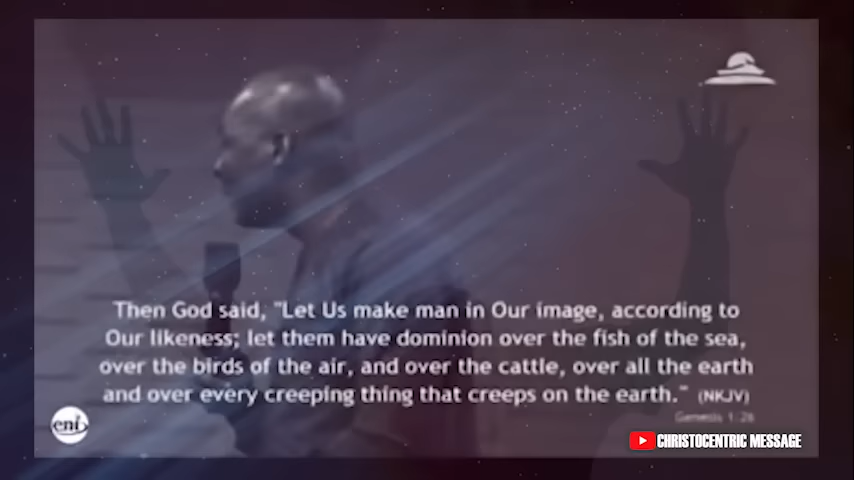 Then God said, "Let Us make man in Our image, according to
Our likeness; let them have dominion over the fish of the sea,
over the birds of the air, and over the cattle, over all the earth
and over every creeping thing that creeps on the earth." (NKJV)
Genesis 1:26
eni
CHRISTOCENTRIC MESSAGE